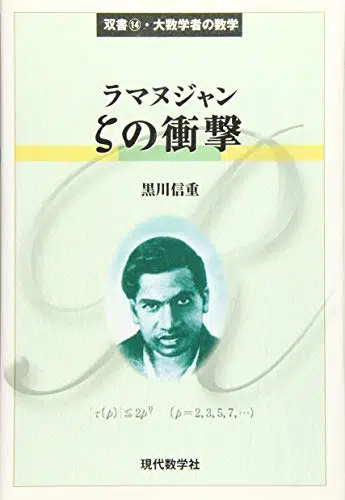 双書⑭・大数学者の数学
ラマヌジャン
ζの衝撃
黒川信重
|τ(p)| ≦ 2p^{11/2} (p = 2, 3, 5, 7, …)
現代数学社